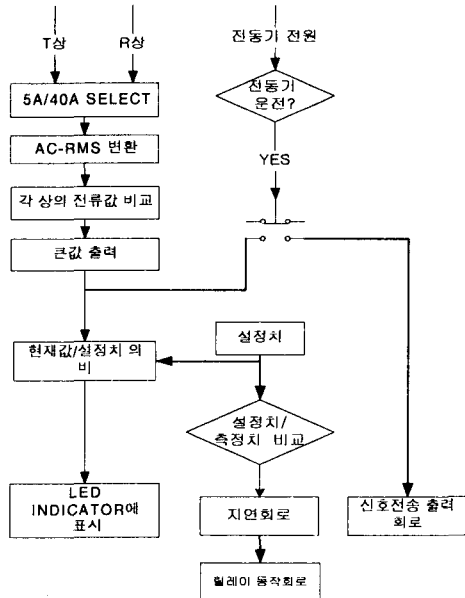 T상
R상
전동기 전원
5A/40A SELECT
전동기
운전?
AC-RMS 변환
YES
각 상의 전류값 비교
큰값 출력
현재값/설정치 의
비
설정치
설정치/
측정치 비교
LED
INDICATOR에
표시
지연회로
신호전송 출력
회로
릴레이 동작회로